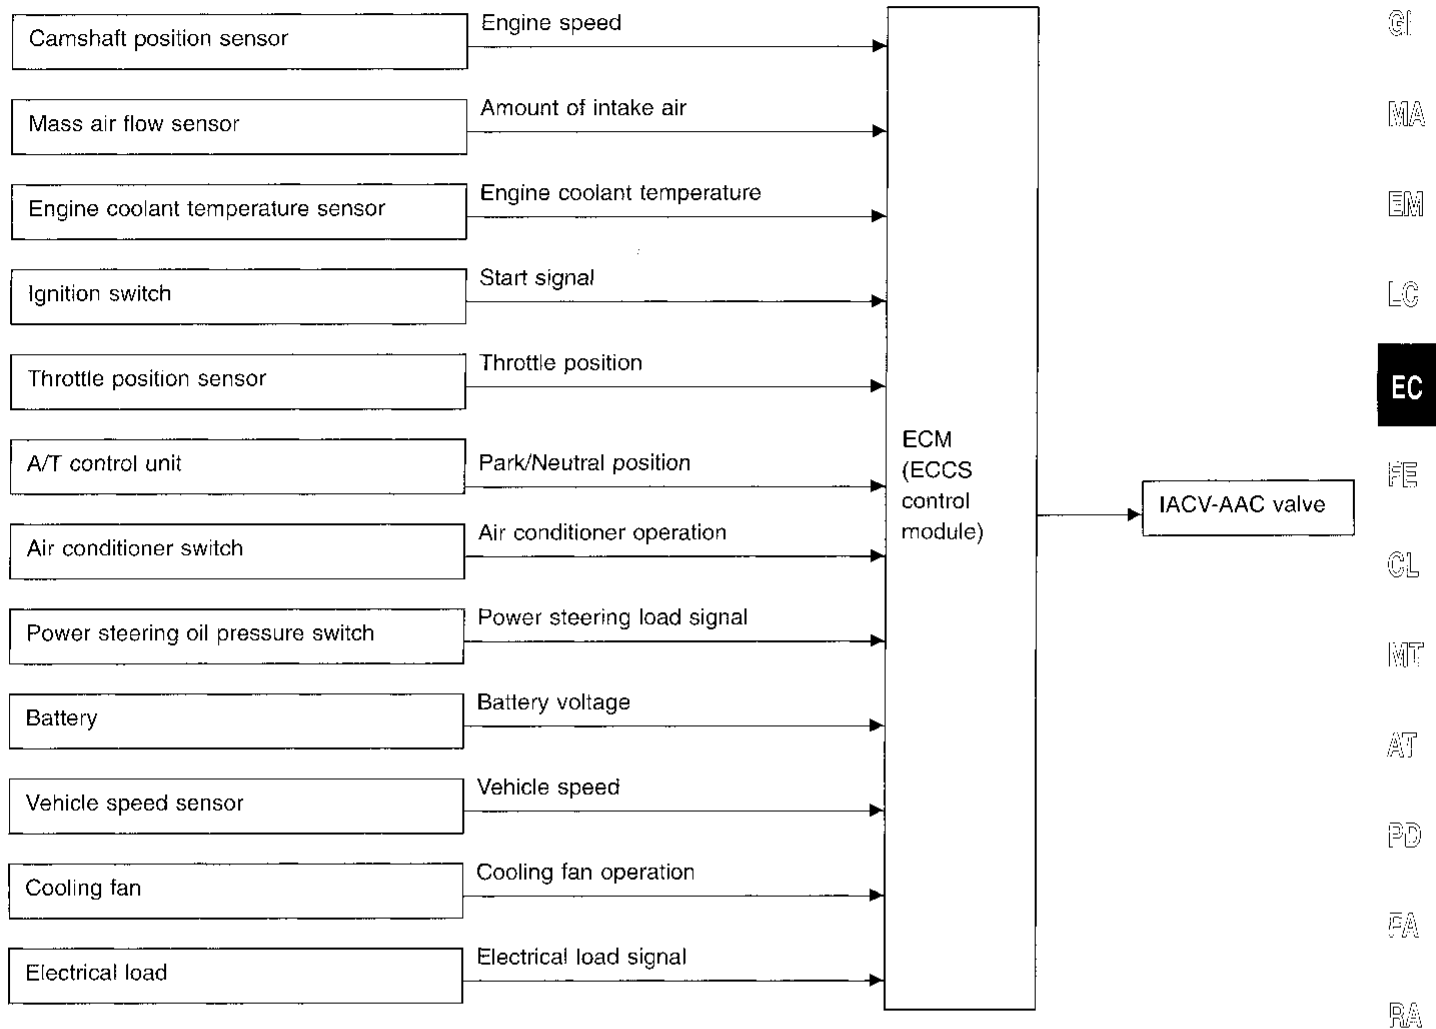 Camshaft position sensor
Engine speed
Mass air flow sensor
Amount of intake air
Engine coolant temperature sensor
Engine coolant temperature
Ignition switch
Start signal
Throttle position sensor
Throttle position
A/T control unit
Park/Neutral position
Air conditioner switch
Air conditioner operation
Power steering oil pressure switch
Power steering load signal
Battery
Battery voltage
Vehicle speed sensor
Vehicle speed
Cooling fan
Cooling fan operation
Electrical load
Electrical load signal
ECM
(ECCS
control
module)
IACV-AAC valve
GI
MA
EM
LC
EC
FE
CL
MT
AT
PD
FA
RA